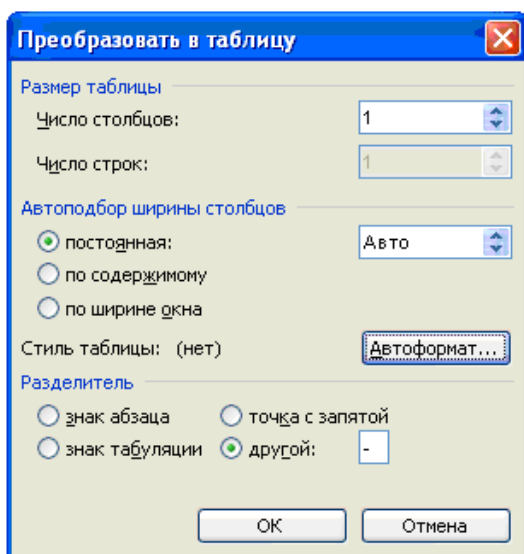 Преобразовать в таблицу
Размер таблицы
Число столбцов: 1
Число строк: 1
Автоподбор ширины столбцов
постоянная: Авто
по содержимому
по ширине окна
Стиль таблицы: (нет) Автоформат...
Разделитель
знак абзаца точка с запятой
знак табуляции другой: -
ОК Отмена